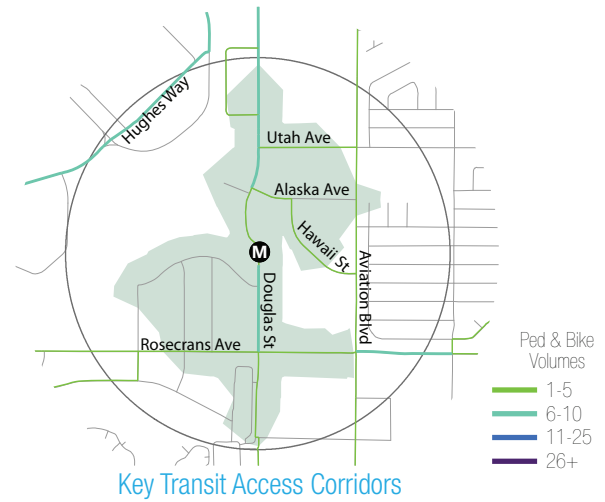 Hughes Way
Utah Ave
Alaska Ave
Hawaii St
M
Aviation Blvd
Douglas St
Rosecrans Ave
Ped & Bike
Volumes
1-5
6-10
11-25
26+
Key Transit Access Corridors